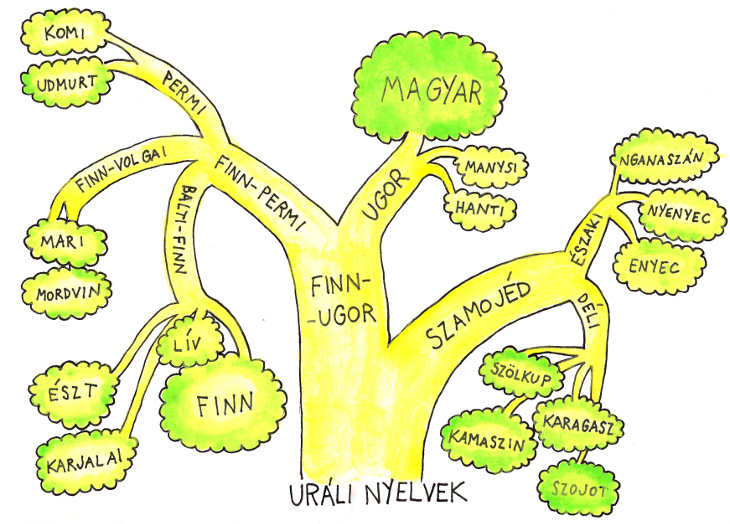 KOMI
UDMURT
PERMI
FINN-VOLGAI
MARI
MORDVIN
BALTI-FINN
FINN-PERMI
LÍV
ÉSZT
FINN
KARJALAI
MAGYAR
UGOR
MANYSI
HANTI
FINN-
-UGOR
SZAMOJÉD
ÉSZAKI
NGANASZÁN
NYENYEC
ENYEC
DÉLI
SZÖLKUP
KAMASZIN
KARAGASZ
SZOJOT
URÁLI NYELVEK